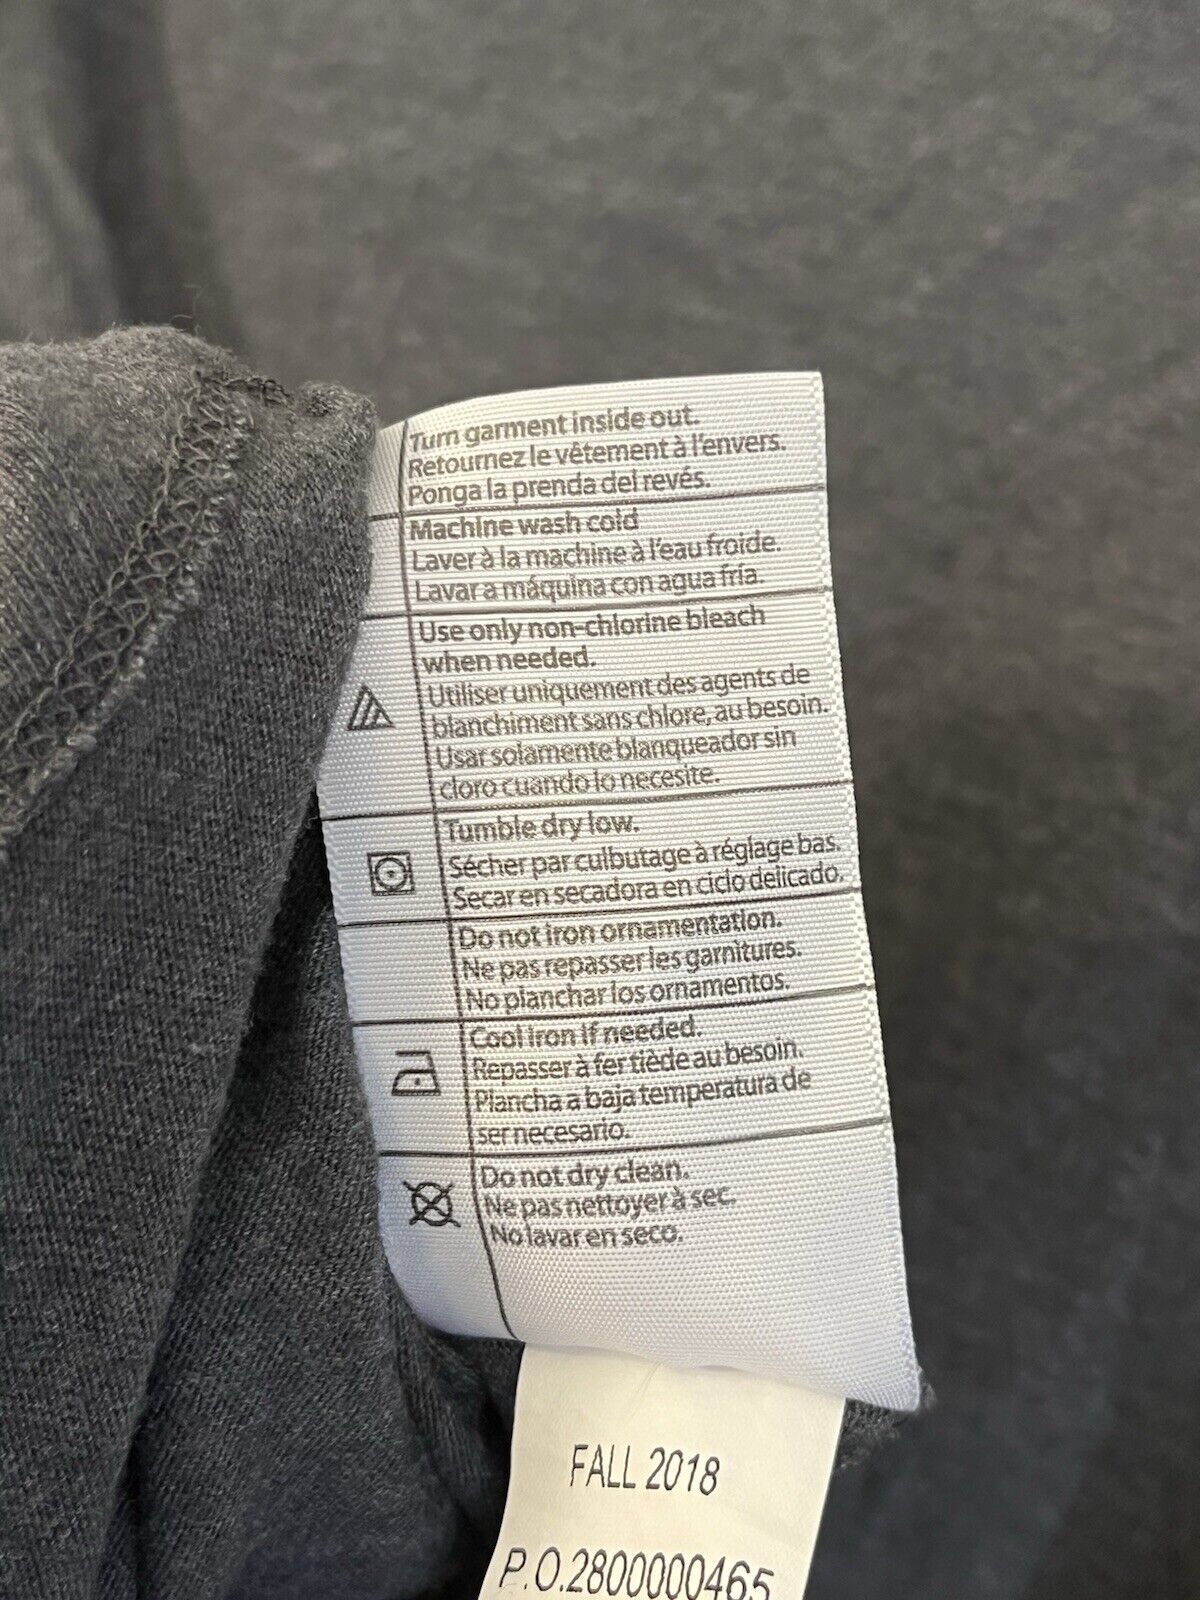 Turn garment inside out.
Retournez le vêtement à l'envers.
Ponga la prenda del revés.
Machine wash cold
Laver à la machine à l'eau froide.
Lavar a máquina con agua fría.
Use only non-chlorine bleach
when needed.
Utiliser uniquement des agents de
blanchiment sans chlore, au besoin.
Usar solamente blanqueador sin
cloro cuando lo necesite.
Tumble dry low.
Sécher par culbutage à réglage bas.
Secar en secadora en ciclo delicado.
Do not iron ornamentation.
Ne pas repasser les garnitures.
No planchar los ornamentos.
Cool iron if needed.
Repasser à fer tiède au besoin.
Plancha a baja temperatura de
ser necesario.
Do not dry clean.
Ne pas nettoyer à sec.
No lavar en seco.
FALL 2018
P.O.2800000465